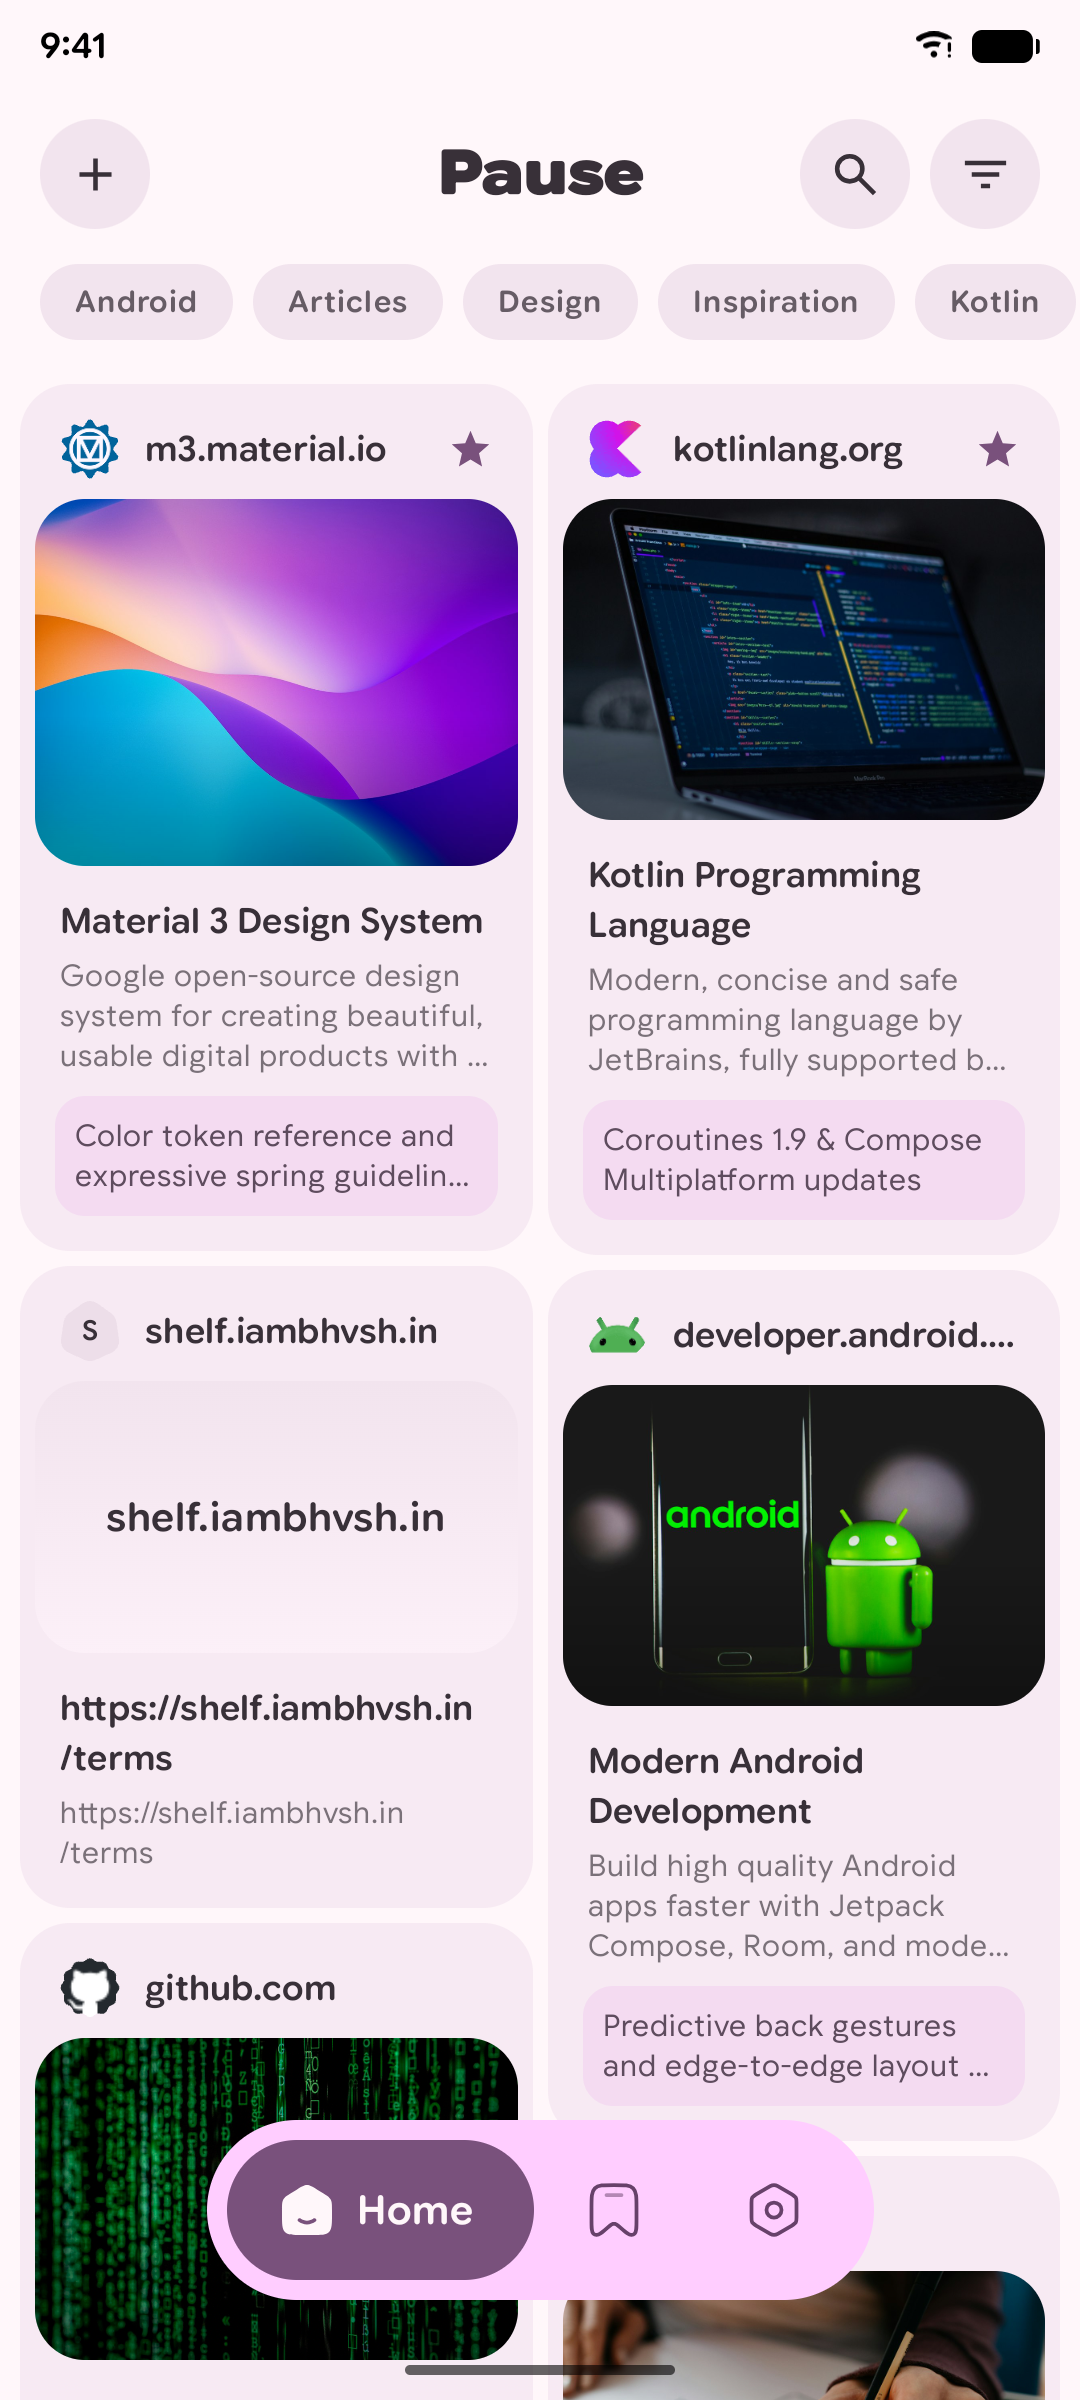 9:41
Pause
Android
Articles
Design
Inspiration
Kotlin
m3.material.io
Material 3 Design System
Google open-source design
system for creating beautiful,
usable digital products with ...
Color token reference and
expressive spring guidelin...
kotlinlang.org
Kotlin Programming
Language
Modern, concise and safe
programming language by
JetBrains, fully supported b...
Coroutines 1.9 & Compose
Multiplatform updates
S
shelf.iambhvsh.in
shelf.iambhvsh.in
https://shelf.iambhvsh.in
/terms
https://shelf.iambhvsh.in
/terms
developer.android....
android
Modern Android
Development
Build high quality Android
apps faster with Jetpack
Compose, Room, and mode...
Predictive back gestures
and edge-to-edge layout ...
github.com
Home